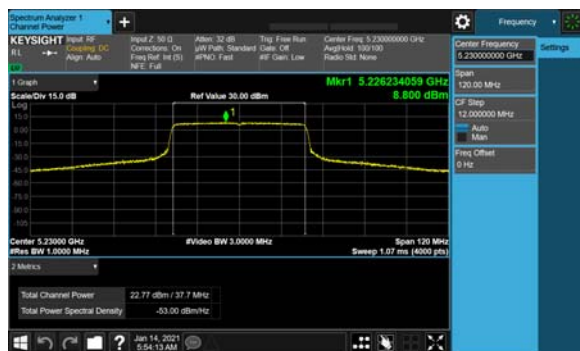 Spectrum Analyzer 1
Channel Power
+
Frequency
KEYSIGHT
RL
Input: RF
Coupling: DC
Align: Auto
Input Z: 50 Ω
Corrections: On
Freq Ref: Int (S)
NFE: Full
Atten: 32 dB
µW Path: Standard
#PNO: Fast
Trig: Free Run
Gate: Off
#IF Gain: Low
Center Freq: 5.230000000 GHz
Avg|Hold: 100/100
Radio Std: None
Center Frequency
5.230000000 GHz
Settings
Span
120.00 MHz
CF Step
12.000000 MHz
Auto
Man
Freq Offset
0 Hz
1 Graph
Mkr1 5.226234059 GHz
Scale/Div 15.0 dB
Ref Value 30.00 dBm
8.800 dBm
Log
1
15.0
0.00
-15.0
-30.0
-45.0
-60.0
-75.0
-90.0
-105
Center 5.23000 GHz
#Video BW 3.0000 MHz
Span 120 MHz
#Res BW 1.0000 MHz
Sweep 1.07 ms (4000 pts)
2 Metrics
Total Channel Power
22.77 dBm / 37.7 MHz
Total Power Spectral Density
-53.00 dBm/Hz
?
Jan 14, 2021
5:54:13 AM